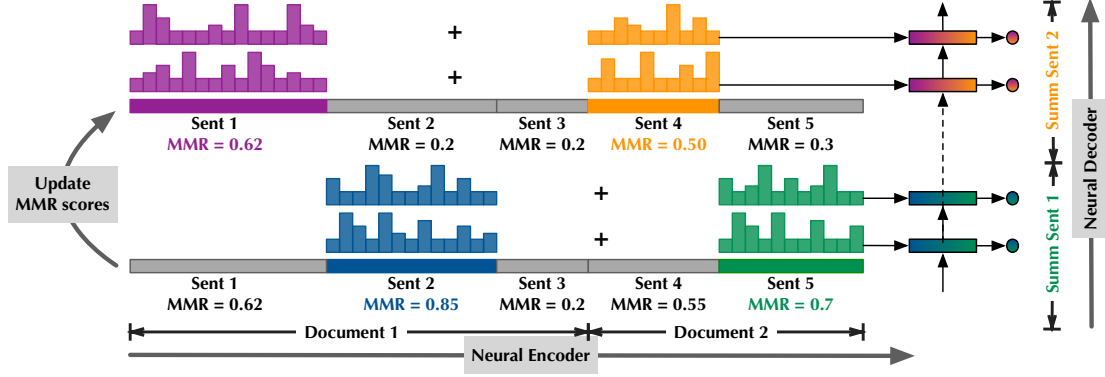 +
+
Sent 1
Sent 2
Sent 3
Sent 4
Sent 5
MMR = 0.62
MMR = 0.2
MMR = 0.2
MMR = 0.50
MMR = 0.3
Update
MMR scores
+
+
Sent 1
Sent 2
Sent 3
Sent 4
Sent 5
MMR = 0.62
MMR = 0.85
MMR = 0.2
MMR = 0.55
MMR = 0.7
Document 1
Document 2
Neural Encoder
Summ Sent 2
Summ Sent 1
Neural Decoder